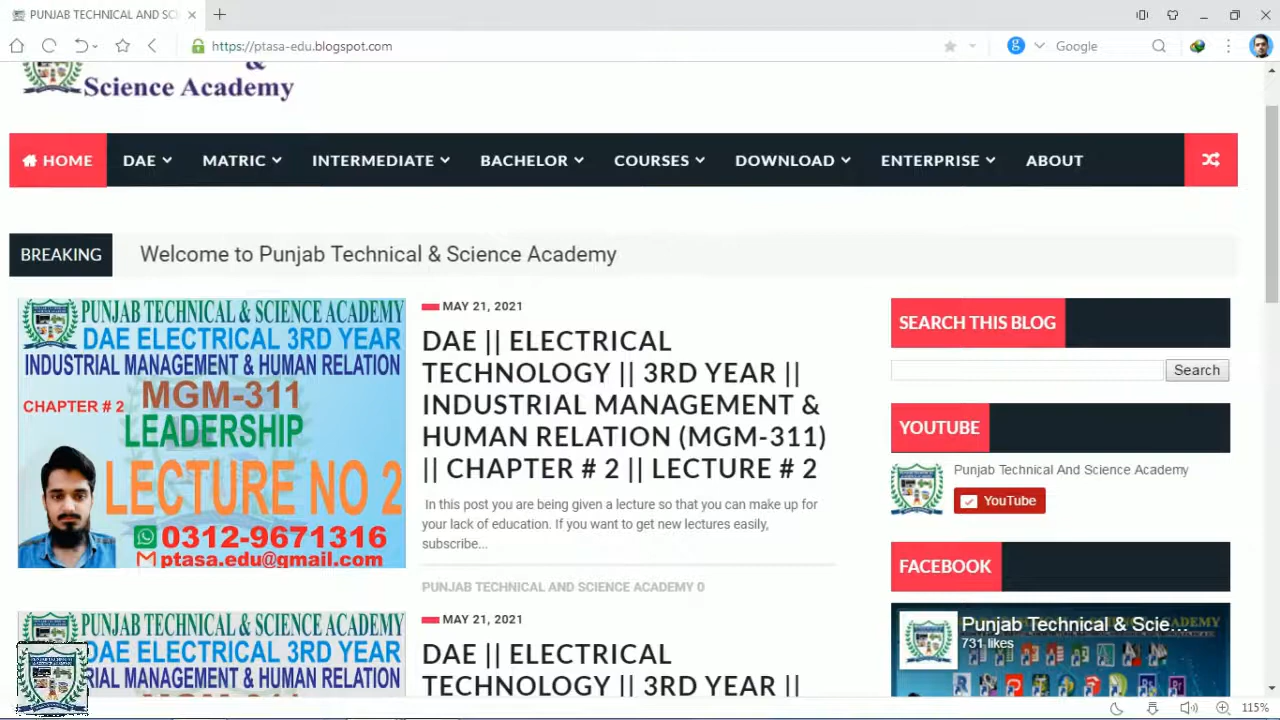 PUNJAB TECHNICAL AND SC
https://ptasa-edu.blogspot.com
Google
&
Science Academy
HOME DAE MATRIC INTERMEDIATE BACHELOR COURSES DOWNLOAD ENTERPRISE ABOUT
BREAKING Welcome to Punjab Technical & Science Academy
PUNJAB TECHNICAL & SCIENCE ACADEMY
DAE ELECTRICAL 3RD YEAR
INDUSTRIAL MANAGEMENT & HUMAN RELATION
MGM-311
CHAPTER # 2
LEADERSHIP
LECTURE NO 2
0312-9671316
ptasa.edu@gmail.com
MAY 21, 2021
DAE || ELECTRICAL
TECHNOLOGY || 3RD YEAR ||
INDUSTRIAL MANAGEMENT &
HUMAN RELATION (MGM-311)
|| CHAPTER # 2 || LECTURE # 2
In this post you are being given a lecture so that you can make up for
your lack of education. If you want to get new lectures easily,
subscribe...
PUNJAB TECHNICAL AND SCIENCE ACADEMY 0
PUNJAB TECHNICAL & SCIENCE ACADEMY
DAE ELECTRICAL 3RD YEAR
TRIAL MANAGEMENT & HUMAN RELATION
MAY 21, 2021
DAE || ELECTRICAL
TECHNOLOGY || 3RD YEAR ||
SEARCH THIS BLOG
Search
YOUTUBE
Punjab Technical And Science Academy
YouTube
FACEBOOK
Punjab Technical & Scie...
731 likes
115%